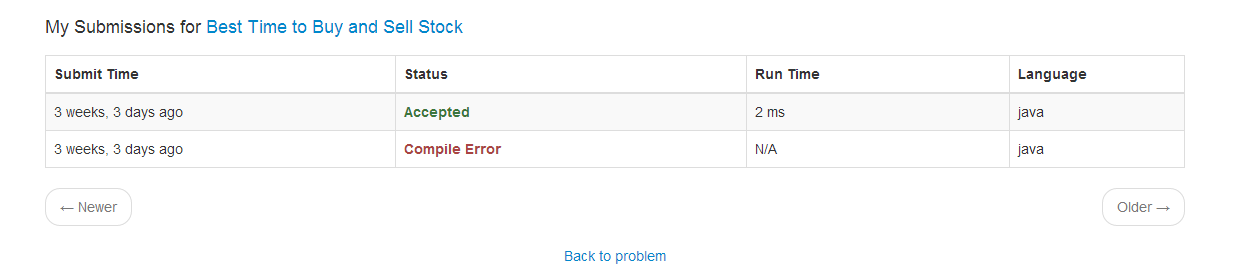 My Submissions for Best Time to Buy and Sell Stock
Submit Time Status Run Time Language
3 weeks, 3 days ago Accepted 2 ms java
3 weeks, 3 days ago Compile Error N/A java
← Newer Older →
Back to problem